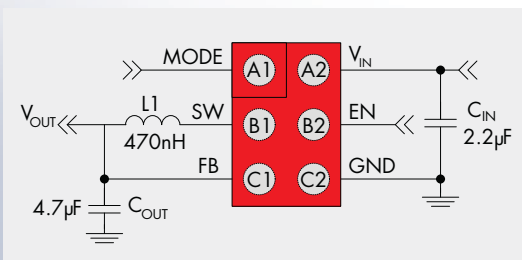 MODE A1 A2 VIN
L1
VOUT SW B1 B2 EN CIN
470nH 2.2µF
FB C1 C2 GND
4.7µF COUT